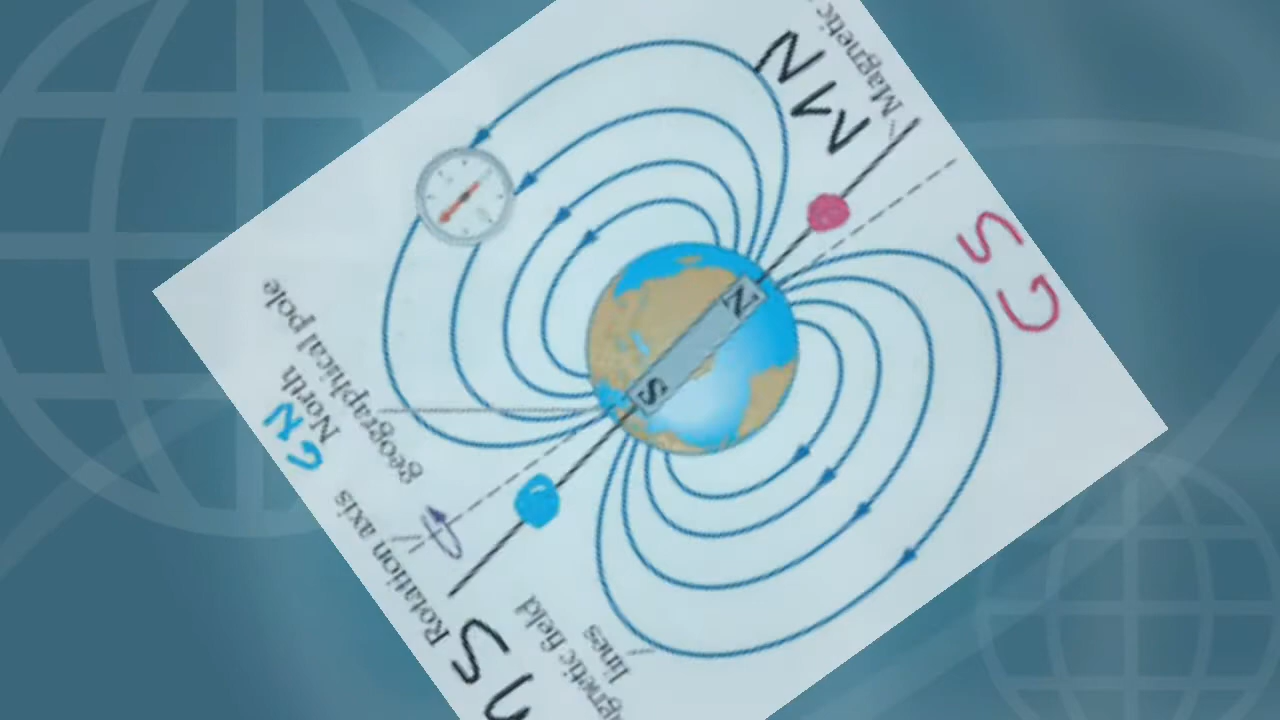 Magnetic
MN
GS
N
S
North
geographical pole
GN
Rotation axis
MS
magnetic field
lines